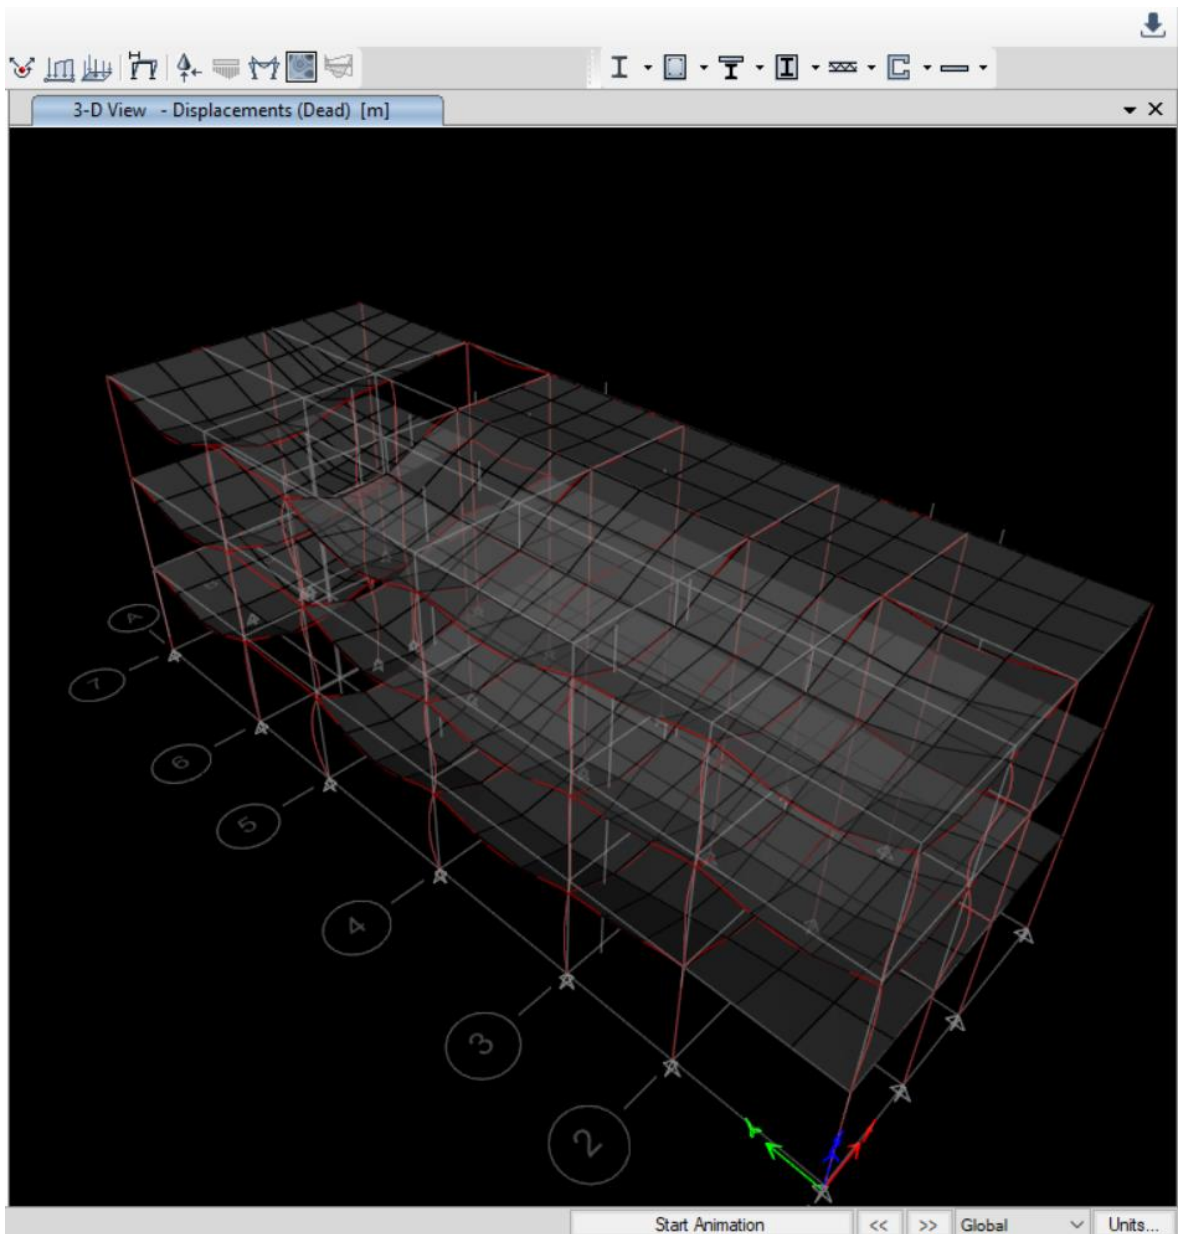 3-D View - Displacements (Dead) [m]
A
7
6
5
4
3
2
Start Animation
<<
>>
Global
Units...